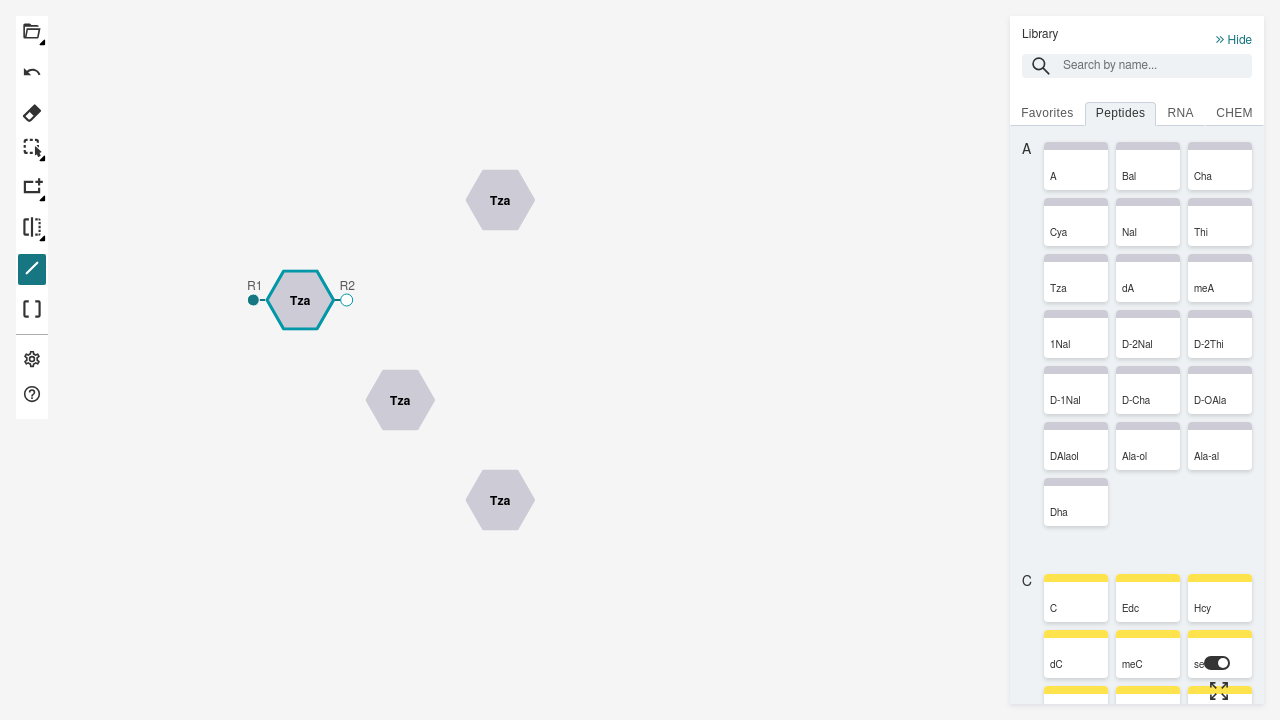 Library
Hide
Search by name...
Favorites Peptides RNA CHEM
Tza
R1 Tza R2
Tza
Tza
A
A Bal Cha
Cya Nal Thi
Tza dA meA
1Nal D-2Nal D-2Thi
D-1Nal D-Cha D-OAla
DAlaol Ala-ol Ala-al
Dha
C
C Edc Hcy
dC meC